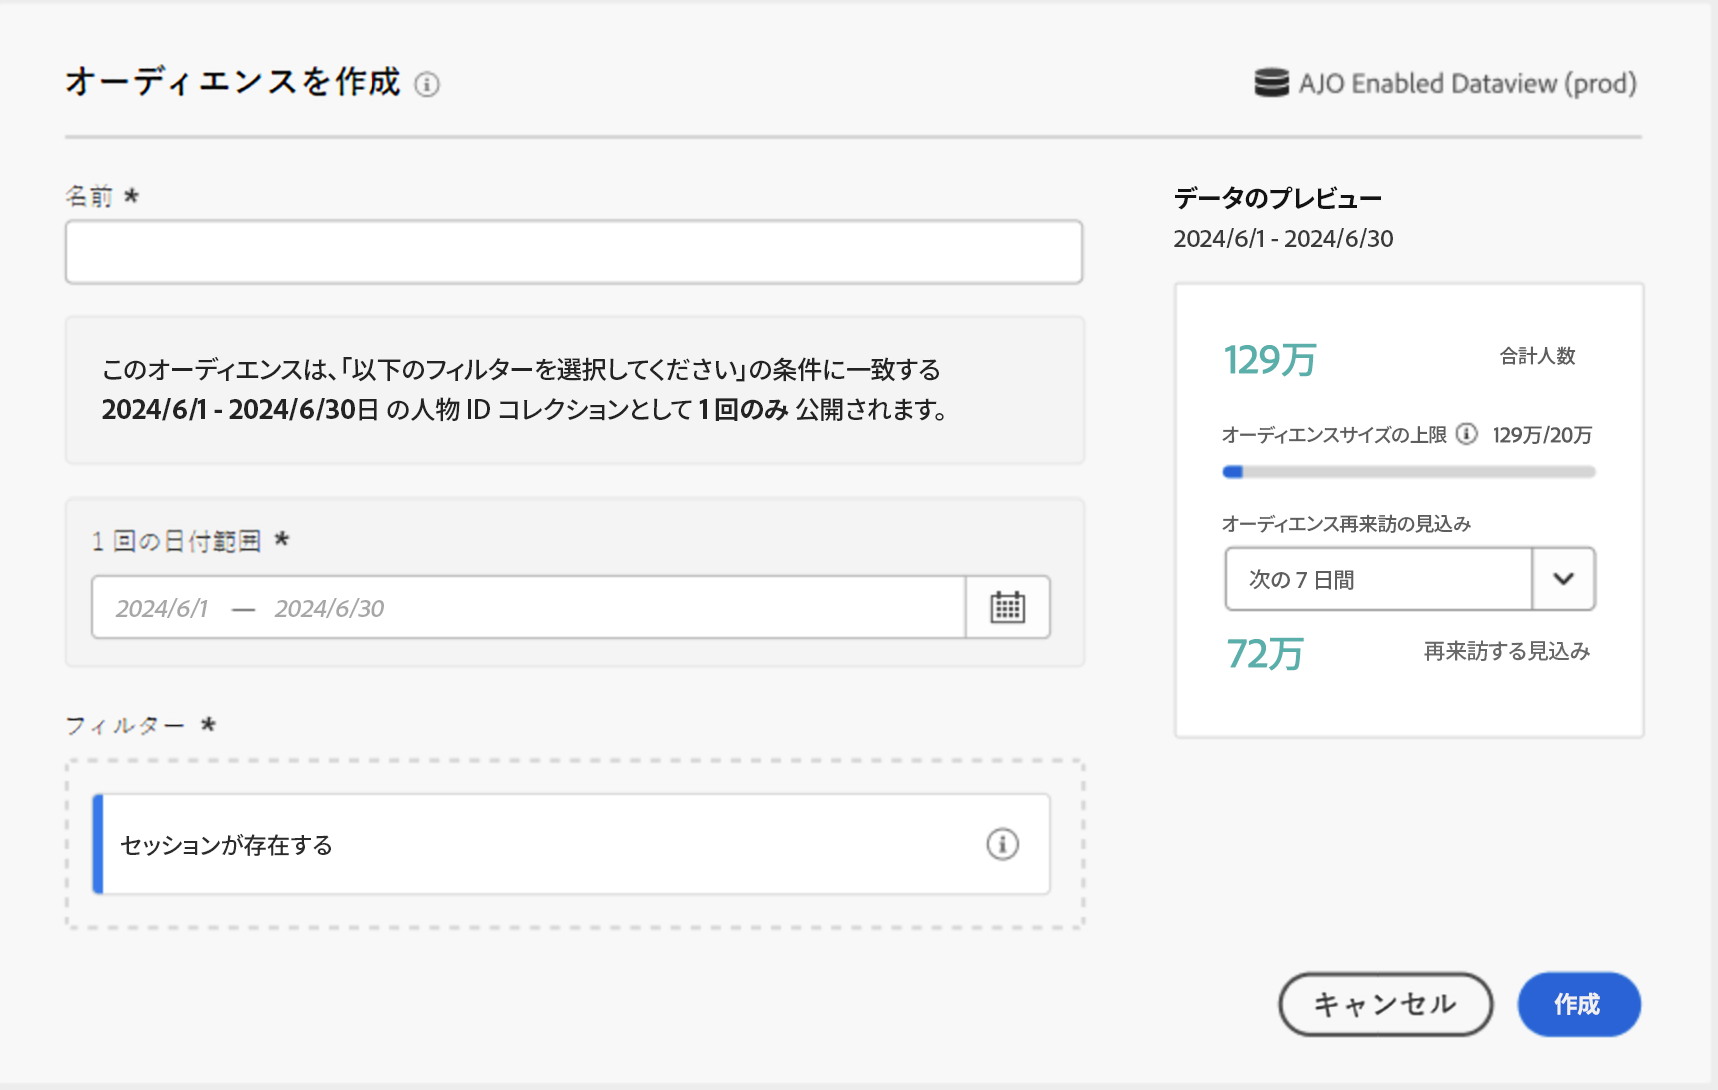 オーディエンスを作成
AJO Enabled Dataview (prod)
名前 *
このオーディエンスは、「以下のフィルターを選択してください」の条件に一致する
2024/6/1 - 2024/6/30日 の人物 ID コレクションとして 1 回のみ 公開されます。
1 回の日付範囲 *
2024/6/1 — 2024/6/30
フィルター *
セッションが存在する
データのプレビュー
2024/6/1 - 2024/6/30
129万 合計人数
オーディエンスサイズの上限 129万/20万
オーディエンス再来訪の見込み
次の 7 日間
72万 再来訪する見込み
キャンセル 作成